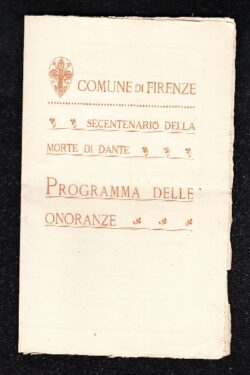 COMUNE DI FIRENZE
SECENTENARIO DELLA
MORTE DI DANTE
PROGRAMMA DELLE
ONORANZE